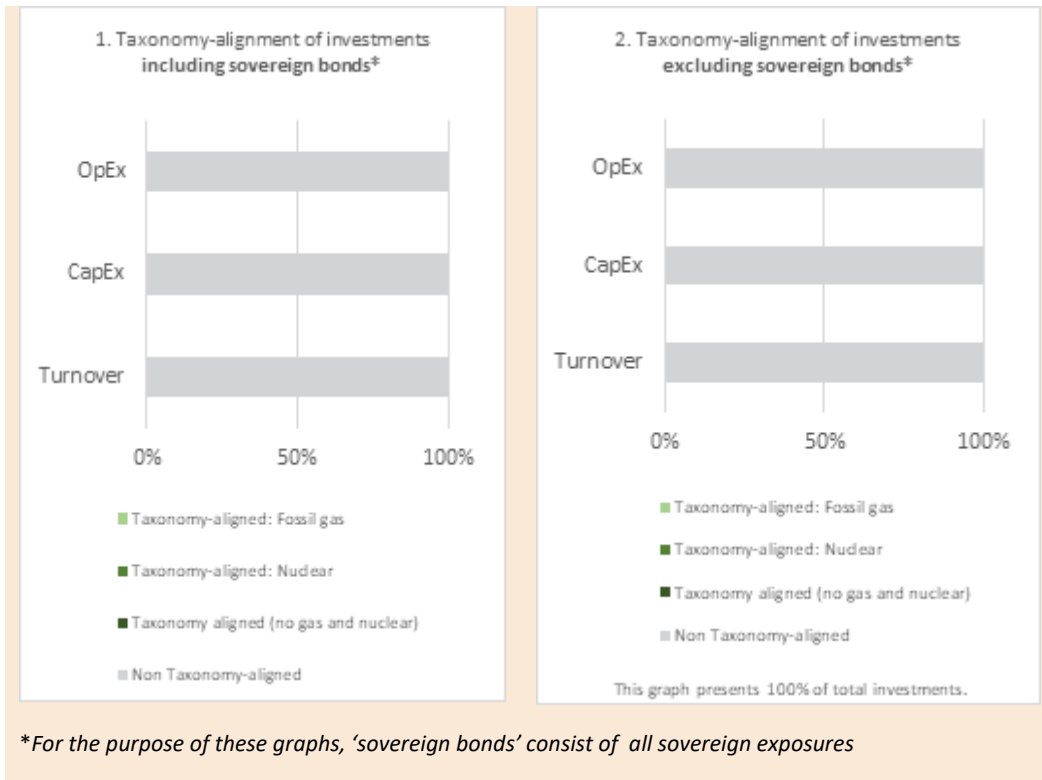 1. Taxonomy-alignment of investments
including sovereign bonds*
OpEx
CapEx
Turnover
0% 50% 100%
Taxonomy-aligned: Fossil gas
Taxonomy-aligned: Nuclear
Taxonomy aligned (no gas and nuclear)
Non Taxonomy-aligned
2. Taxonomy-alignment of investments
excluding sovereign bonds*
OpEx
CapEx
Turnover
0% 50% 100%
Taxonomy-aligned: Fossil gas
Taxonomy-aligned: Nuclear
Taxonomy aligned (no gas and nuclear)
Non Taxonomy-aligned
This graph presents 100% of total investments.
*For the purpose of these graphs, ‘sovereign bonds’ consist of all sovereign exposures